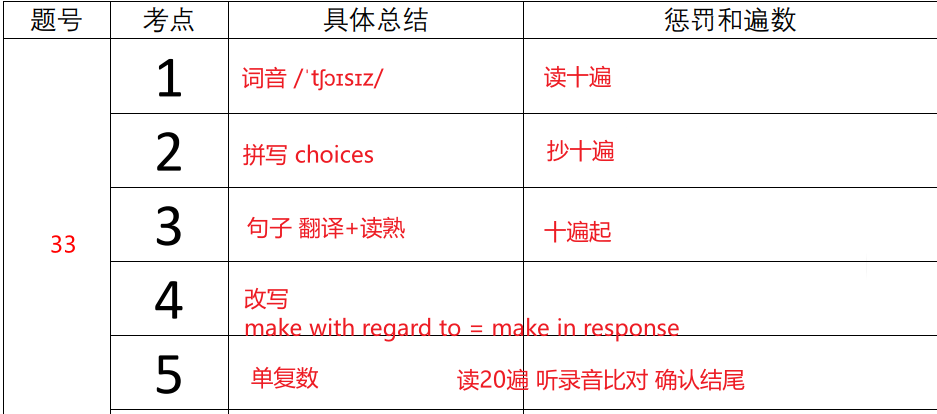 题号 考点 具体总结 惩罚和遍数
33
1 词音 /ˈtʃɔɪsɪz/ 读十遍
2 拼写 choices 抄十遍
3 句子 翻译+读熟 十遍起
4 改写
make with regard to = make in response
5 单复数 读20遍 听录音比对 确认结尾